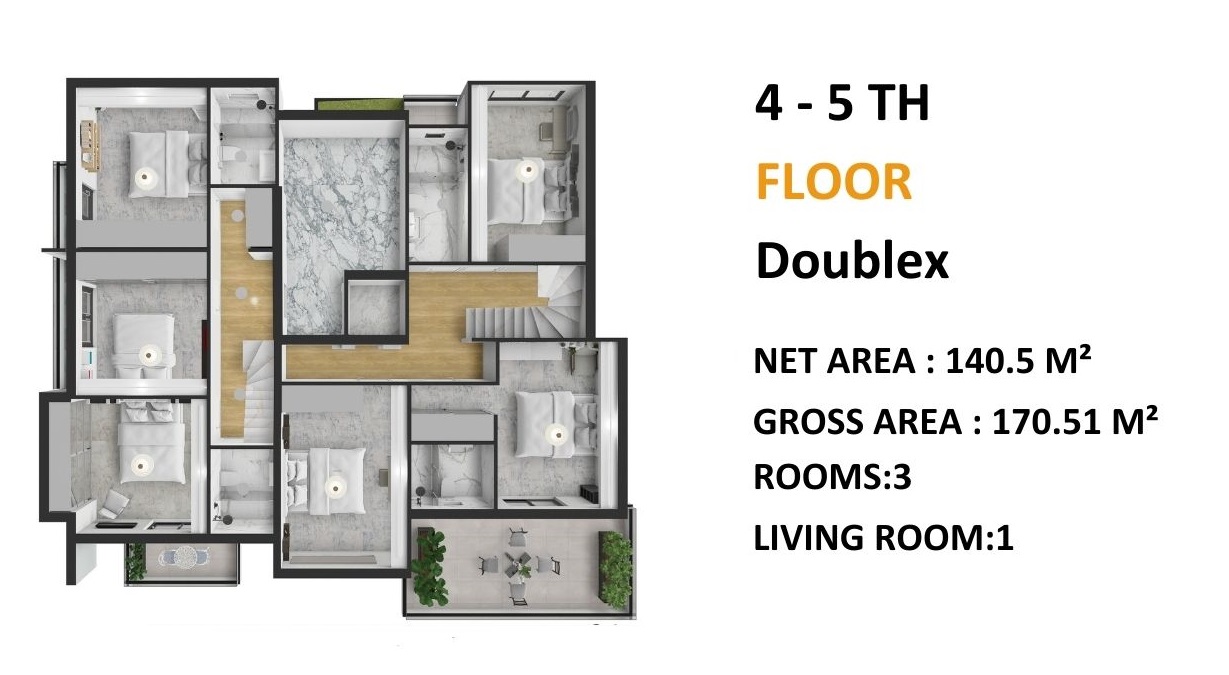 4 - 5 TH
FLOOR
Doublex
NET AREA : 140.5 M²
GROSS AREA : 170.51 M²
ROOMS:3
LIVING ROOM:1